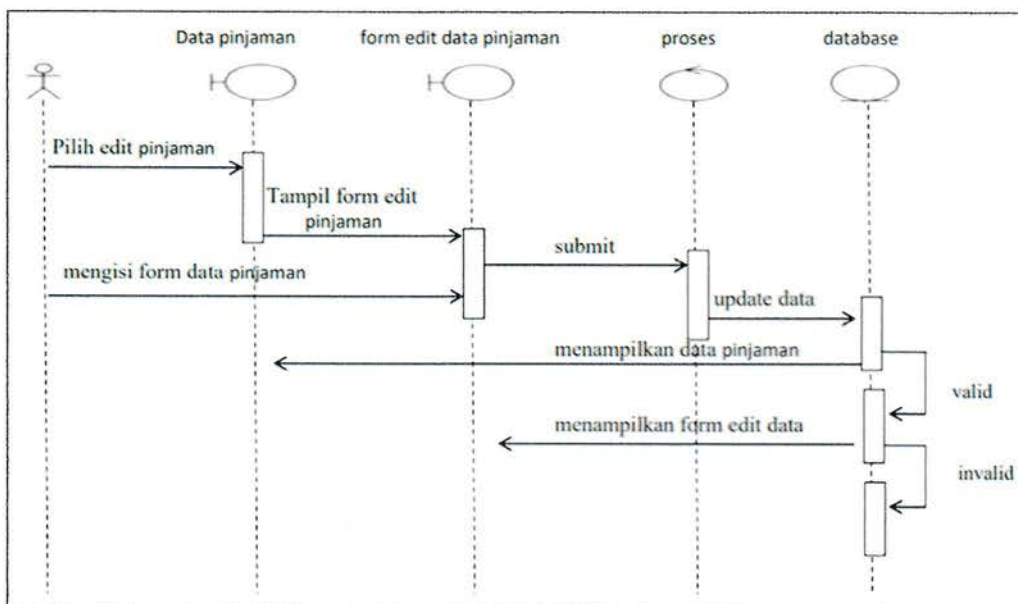 Data pinjaman
form edit data pinjaman
proses
database
Pilih edit pinjaman
Tampil form edit
pinjaman
submit
mengisi form data pinjaman
update data
menampilkan data pinjaman
valid
menampilkan form edit data
invalid